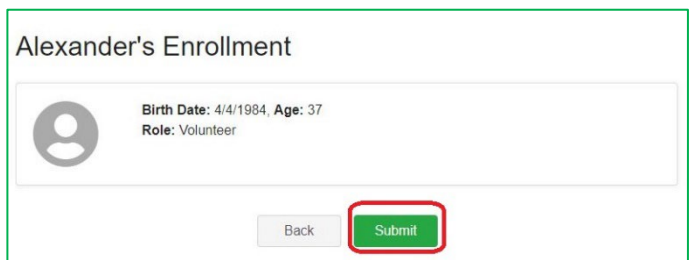 Alexander's Enrollment
Birth Date: 4/4/1984, Age: 37
Role: Volunteer
Back
Submit